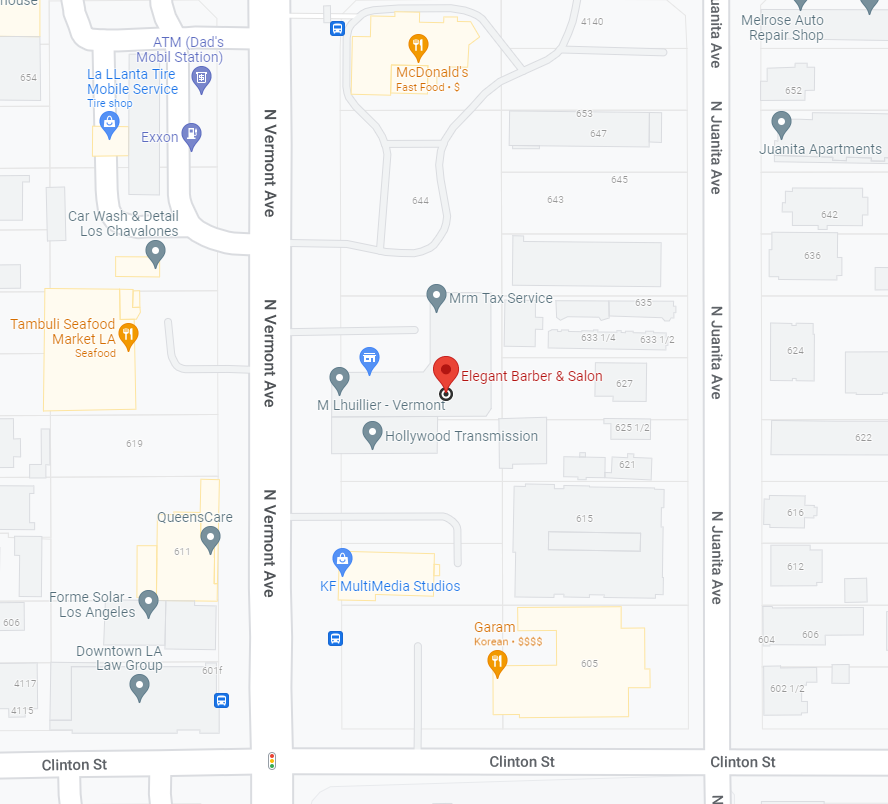 house
4140
Juanita Ave
Melrose Auto
Repair Shop
ATM (Dad's
Mobil Station)
654
La LLanta Tire
Mobile Service
Tire shop
McDonald's
Fast Food • $
652
N Vermont Ave
N Juanita Ave
Exxon
653
647
Juanita Apartments
645
644
643
642
Car Wash & Detail
Los Chavalones
636
Mrm Tax Service
635
N Vermont Ave
N Juanita Ave
Tambuli Seafood
Market LA
Seafood
633 1/4
633 1/2
624
Elegant Barber & Salon
627
M Lhuillier - Vermont
619
Hollywood Transmission
625 1/2
622
621
N Vermont Ave
N Juanita Ave
QueensCare
615
616
611
612
KF MultiMedia Studios
Forme Solar -
Los Angeles
606
Garam
Korean • $$$$
604
606
Downtown LA
Law Group
605
601f
4117
4115
602 1/2
Clinton St
Clinton St
Clinton St
N